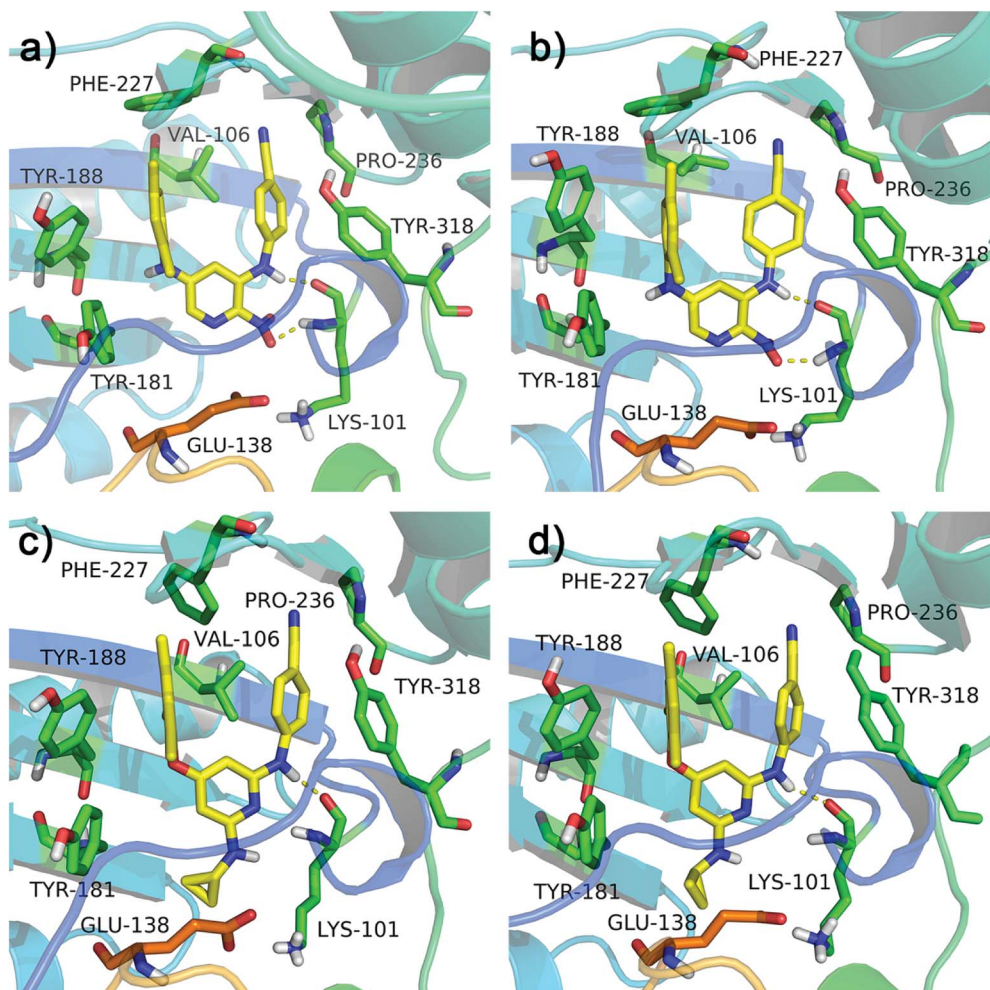 a)
PHE-227
VAL-106
TYR-188
PRO-236
TYR-318
TYR-181
LYS-101
GLU-138
b)
PHE-227
TYR-188
VAL-106
PRO-236
TYR-318
TYR-181
LYS-101
GLU-138
c)
PHE-227
PRO-236
VAL-106
TYR-188
TYR-318
TYR-181
GLU-138
LYS-101
d)
PHE-227
PRO-236
TYR-188
VAL-106
TYR-318
TYR-181
LYS-101
GLU-138